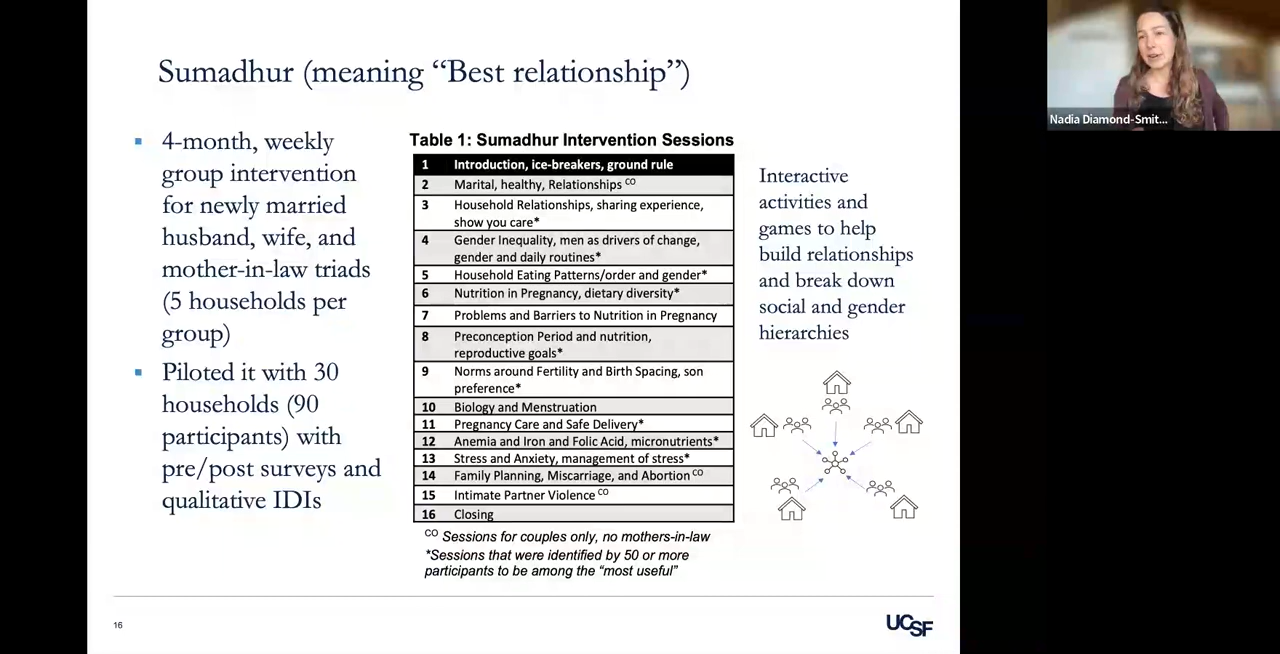 Sumadhur (meaning “Best relationship”)
▪ 4-month, weekly
group intervention
for newly married
husband, wife, and
mother-in-law triads
(5 households per
group)
▪ Piloted it with 30
households (90
participants) with
pre/post surveys and
qualitative IDIs
Table 1: Sumadhur Intervention Sessions
1 Introduction, ice-breakers, ground rule
2 Marital, healthy, Relationships CO
3 Household Relationships, sharing experience,
show you care*
4 Gender Inequality, men as drivers of change,
gender and daily routines*
5 Household Eating Patterns/order and gender*
6 Nutrition in Pregnancy, dietary diversity*
7 Problems and Barriers to Nutrition in Pregnancy
8 Preconception Period and nutrition,
reproductive goals*
9 Norms around Fertility and Birth Spacing, son
preference*
10 Biology and Menstruation
11 Pregnancy Care and Safe Delivery*
12 Anemia and Iron and Folic Acid, micronutrients*
13 Stress and Anxiety, management of stress*
14 Family Planning, Miscarriage, and Abortion CO
15 Intimate Partner Violence CO
16 Closing
CO Sessions for couples only, no mothers-in-law
*Sessions that were identified by 50 or more
participants to be among the “most useful”
Interactive
activities and
games to help
build relationships
and break down
social and gender
hierarchies
16
UCSF
Nadia Diamond-Smit...